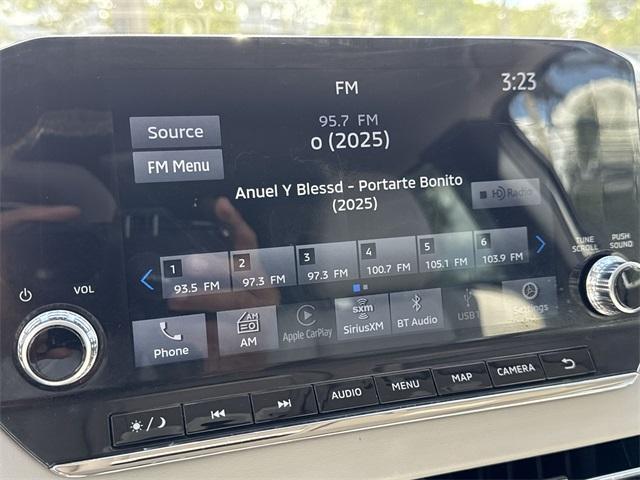 FM
3:23
95.7 FM
Source
o (2025)
FM Menu
Anuel Y Blessd - Portarte Bonito
(2025)
HD Radio
TUNE
SCROLL
PUSH
SOUND
1 2 3 4 5 6
93.5 FM 97.3 FM 97.3 FM 100.7 FM 105.1 FM 103.9 FM
VOL
Phone
AM
AM
Apple CarPlay
sxm
SiriusXM
BT Audio
USB1
Settings
AUDIO
MENU
MAP
CAMERA